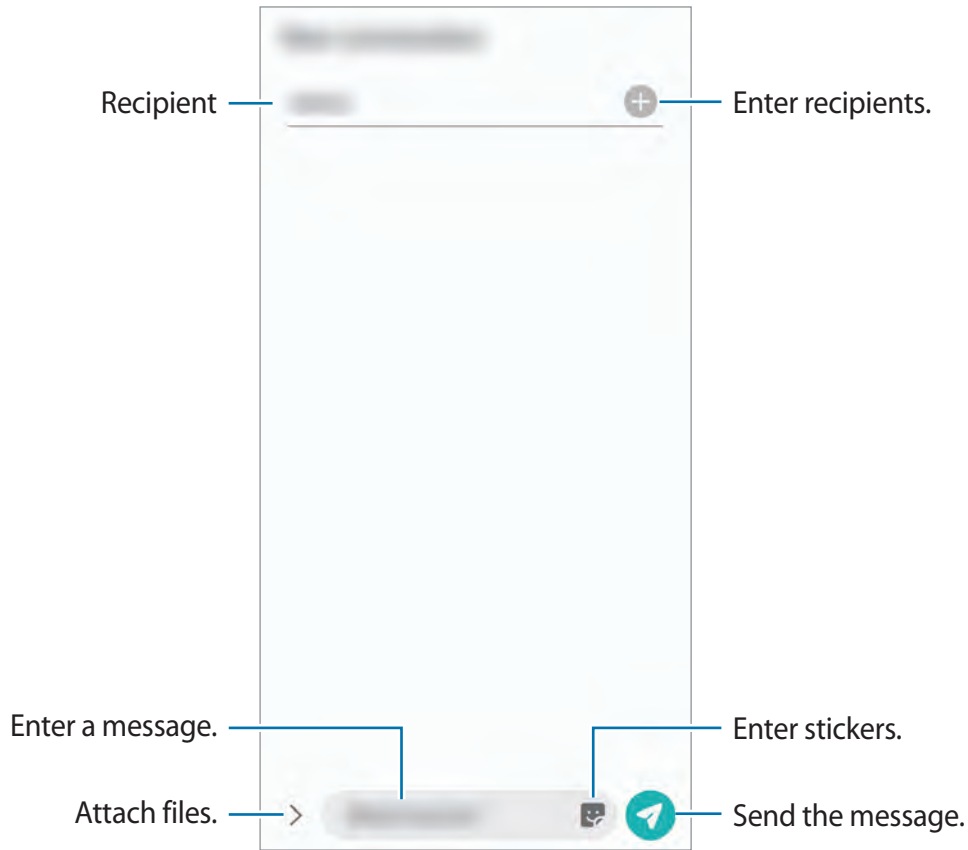 Recipient
Enter recipients.
Enter a message.
Enter stickers.
Attach files.
Send the message.